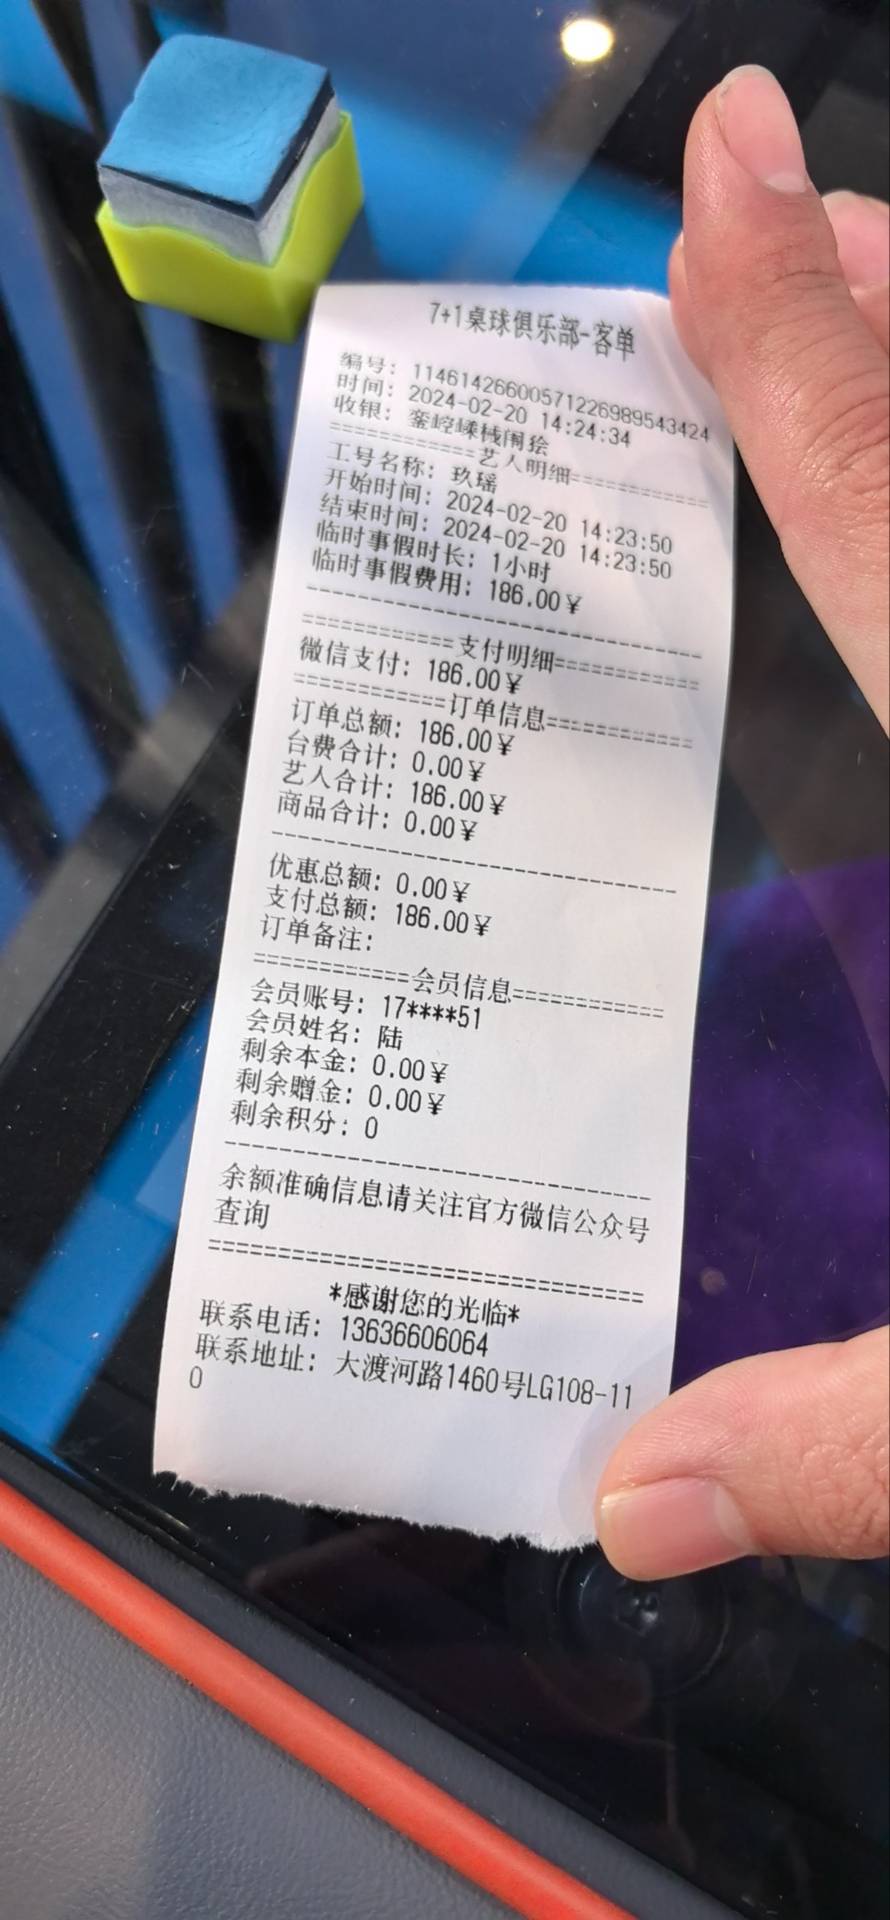 7+1桌球俱乐部-客单
编号: 1146142660057122698954​3424
时间: 2024-02-20 14:24:34
收银:
============艺人明细============
工号名称: 玖瑶
开始时间: 2024-02-20 14:23:50
结束时间: 2024-02-20 14:23:50
临时事假时长: 1小时
临时事假费用: 186.00¥
--------------------------------
============支付明细============
微信支付: 186.00¥
============订单信息============
订单总额: 186.00¥
台费合计: 0.00¥
艺人合计: 186.00¥
商品合计: 0.00¥
--------------------------------
优惠总额: 0.00¥
支付总额: 186.00¥
订单备注:
============会员信息============
会员账号: 17****51
会员姓名: 陆
剩余本金: 0.00¥
剩余赠金: 0.00¥
剩余积分: 0
--------------------------------
余额准确信息请关注官方微信公众号
查询
================================
*感谢您的光临*
联系电话: 13636606064
联系地址: 大渡河路1460号LG108-11
0